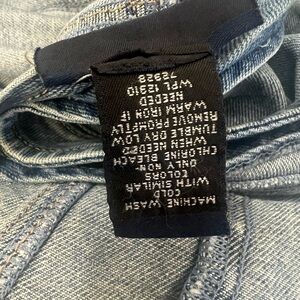 MACHINE WASH
COLD
WITH SIMILAR
COLORS
ONLY NON-
CHLORINE BLEACH
WHEN NEEDED
TUMBLE DRY LOW
REMOVE PROMPTLY
WARM IRON IF
NEEDED
WPL 12310